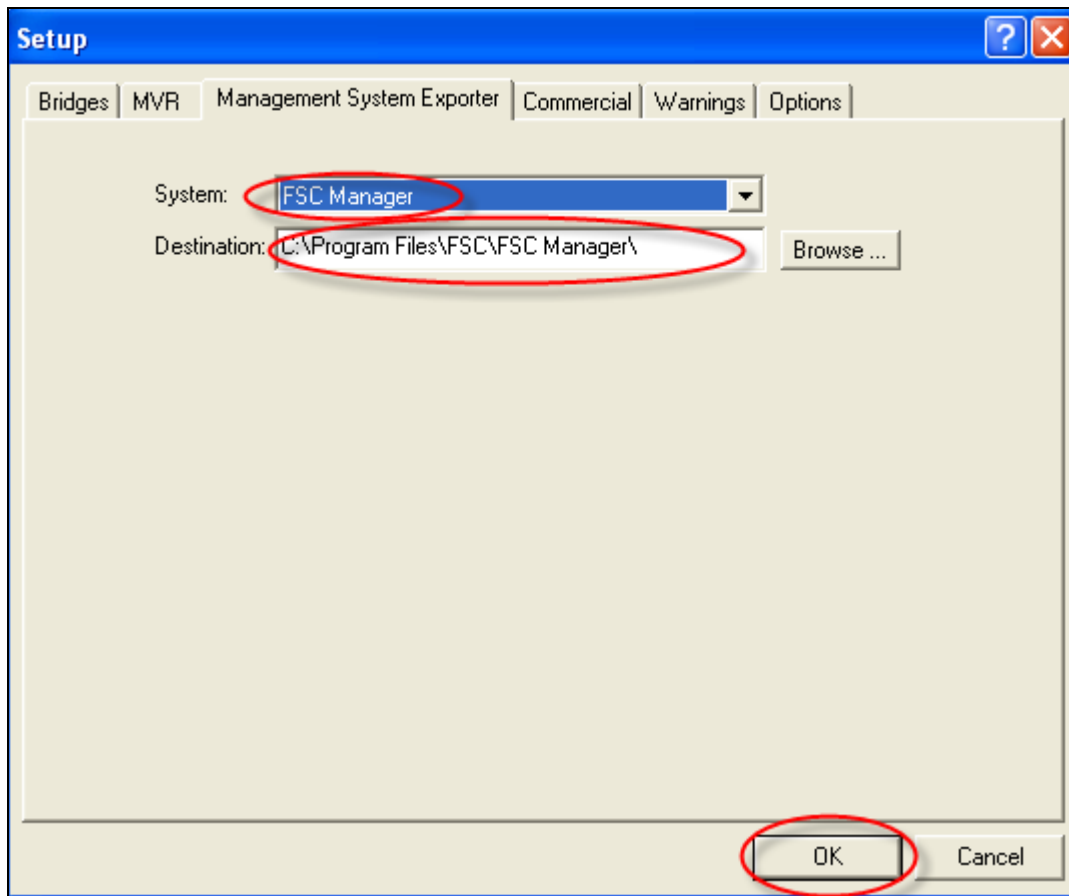 Setup
Bridges MVR Management System Exporter Commercial Warnings Options
System: FSC Manager
Destination: C:\Program Files\FSC\FSC Manager\ Browse ...
OK Cancel